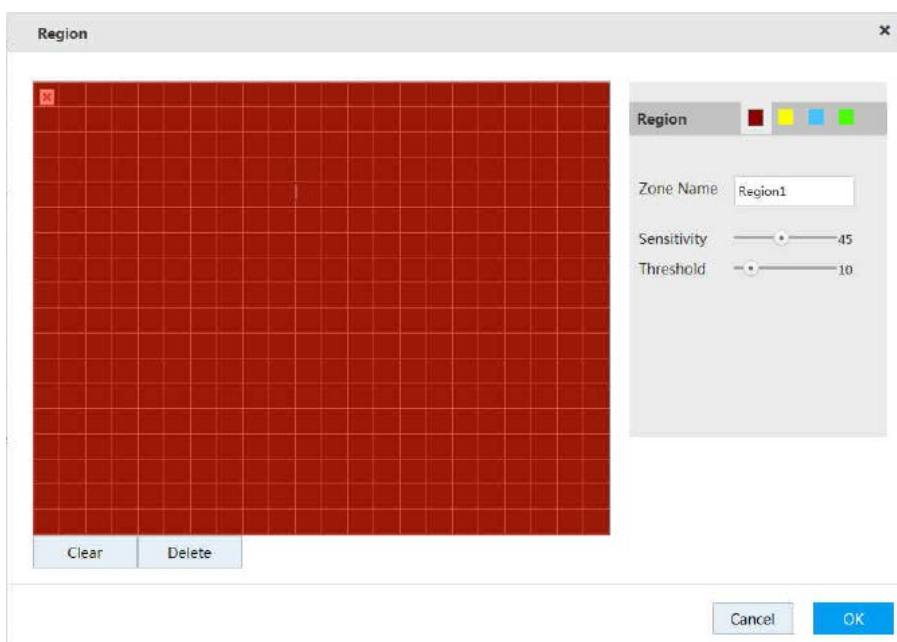 Region
Region
Zone Name Region1
Sensitivity 45
Threshold 10
Clear Delete
Cancel OK